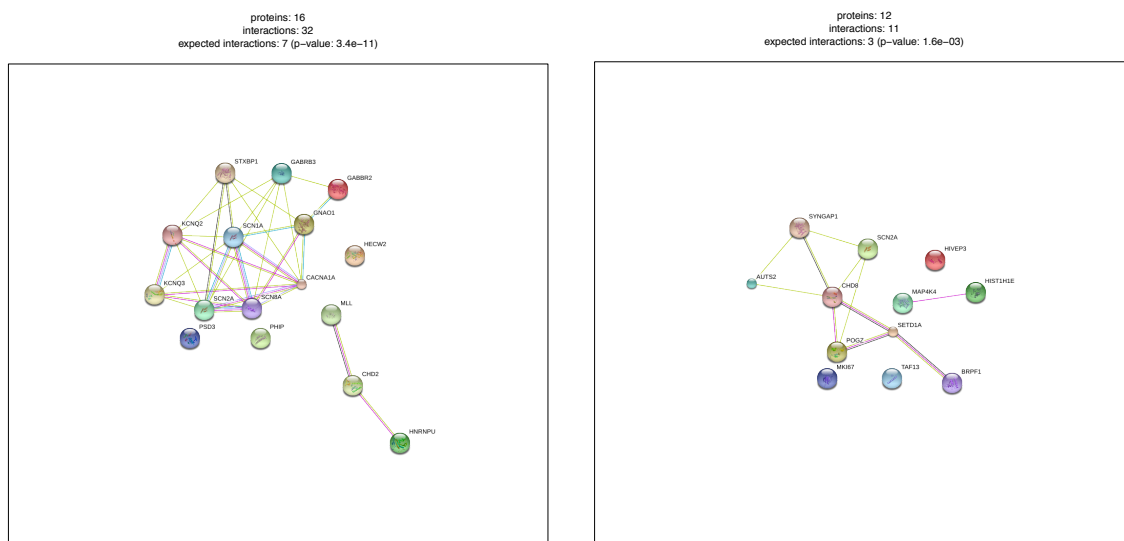 proteins: 16
interactions: 32
expected interactions: 7 (p−value: 3.4e−11)
STXBP1
GABRB3
GABBR2
GNAO1
KCNQ2
SCN1A
HECW2
CACNA1A
KCNQ3
SCN2A
SCN8A
MLL
PSD3
PHIP
CHD2
HNRNPU
proteins: 12
interactions: 11
expected interactions: 3 (p−value: 1.6e−03)
SYNGAP1
SCN2A
HIVEP3
AUTS2
CHD8
HIST1H1E
MAP4K4
SETD1A
POGZ
MKI67
TAF13
BRPF1